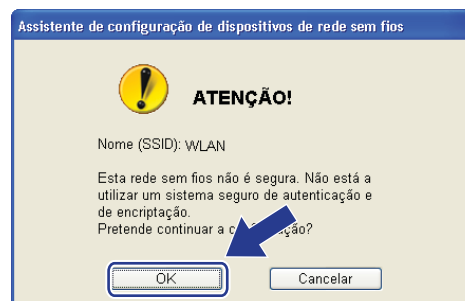 Assistente de configuração de dispositivos de rede sem fios
ATENÇÃO!
Nome (SSID): WLAN
Esta rede sem fios não é segura. Não está a
utilizar um sistema seguro de autenticação e
de encriptação.
Pretende continuar a ção?
OK
Cancelar